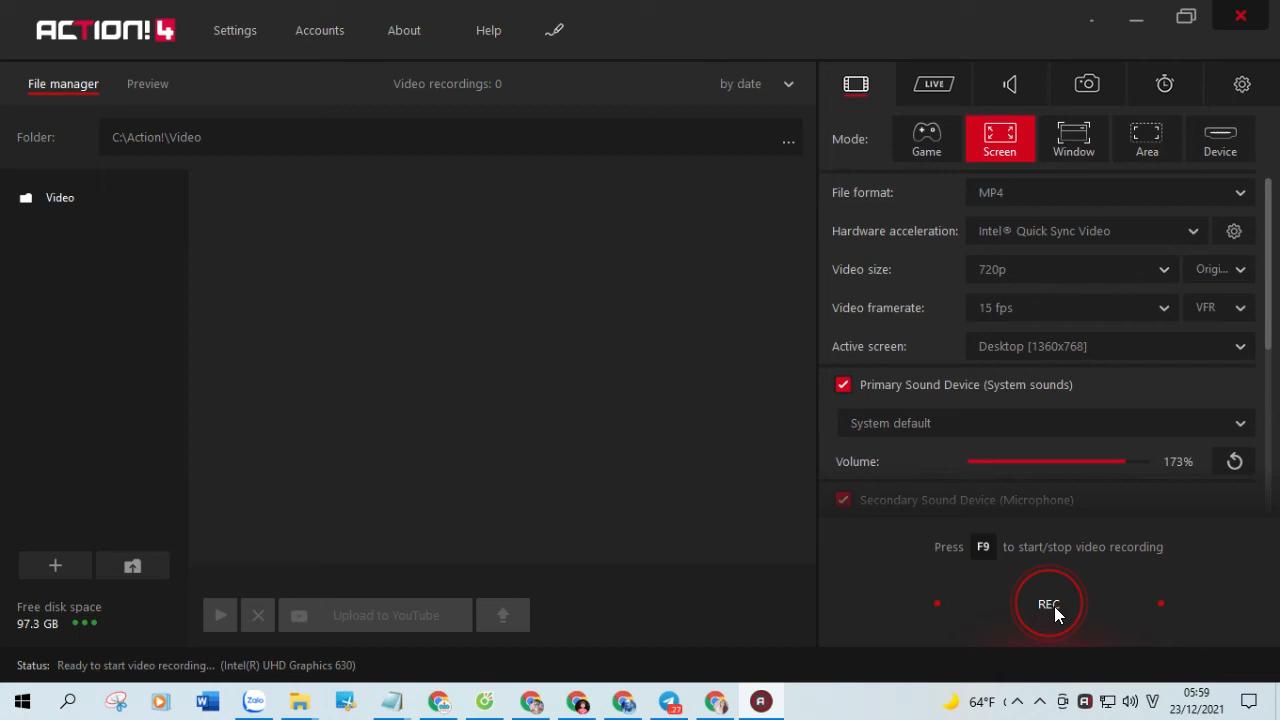 ACTION! 4 Settings Accounts About Help
File manager Preview Video recordings: 0 by date LIVE
Folder: C:\Action!\Video ...
Mode: Game Screen Window Area Device
Video
File format: MP4
Hardware acceleration: Intel® Quick Sync Video
Video size: 720p Origi...
Video framerate: 15 fps VFR
Active screen: Desktop [1360x768]
Primary Sound Device (System sounds)
System default
Volume: 173%
Secondary Sound Device (Microphone)
Press F9 to start/stop video recording
REC
Free disk space
97.3 GB
Upload to YouTube
Status: Ready to start video recording... (Intel(R) UHD Graphics 630)
Zalo 27 64°F 05:59
23/12/2021